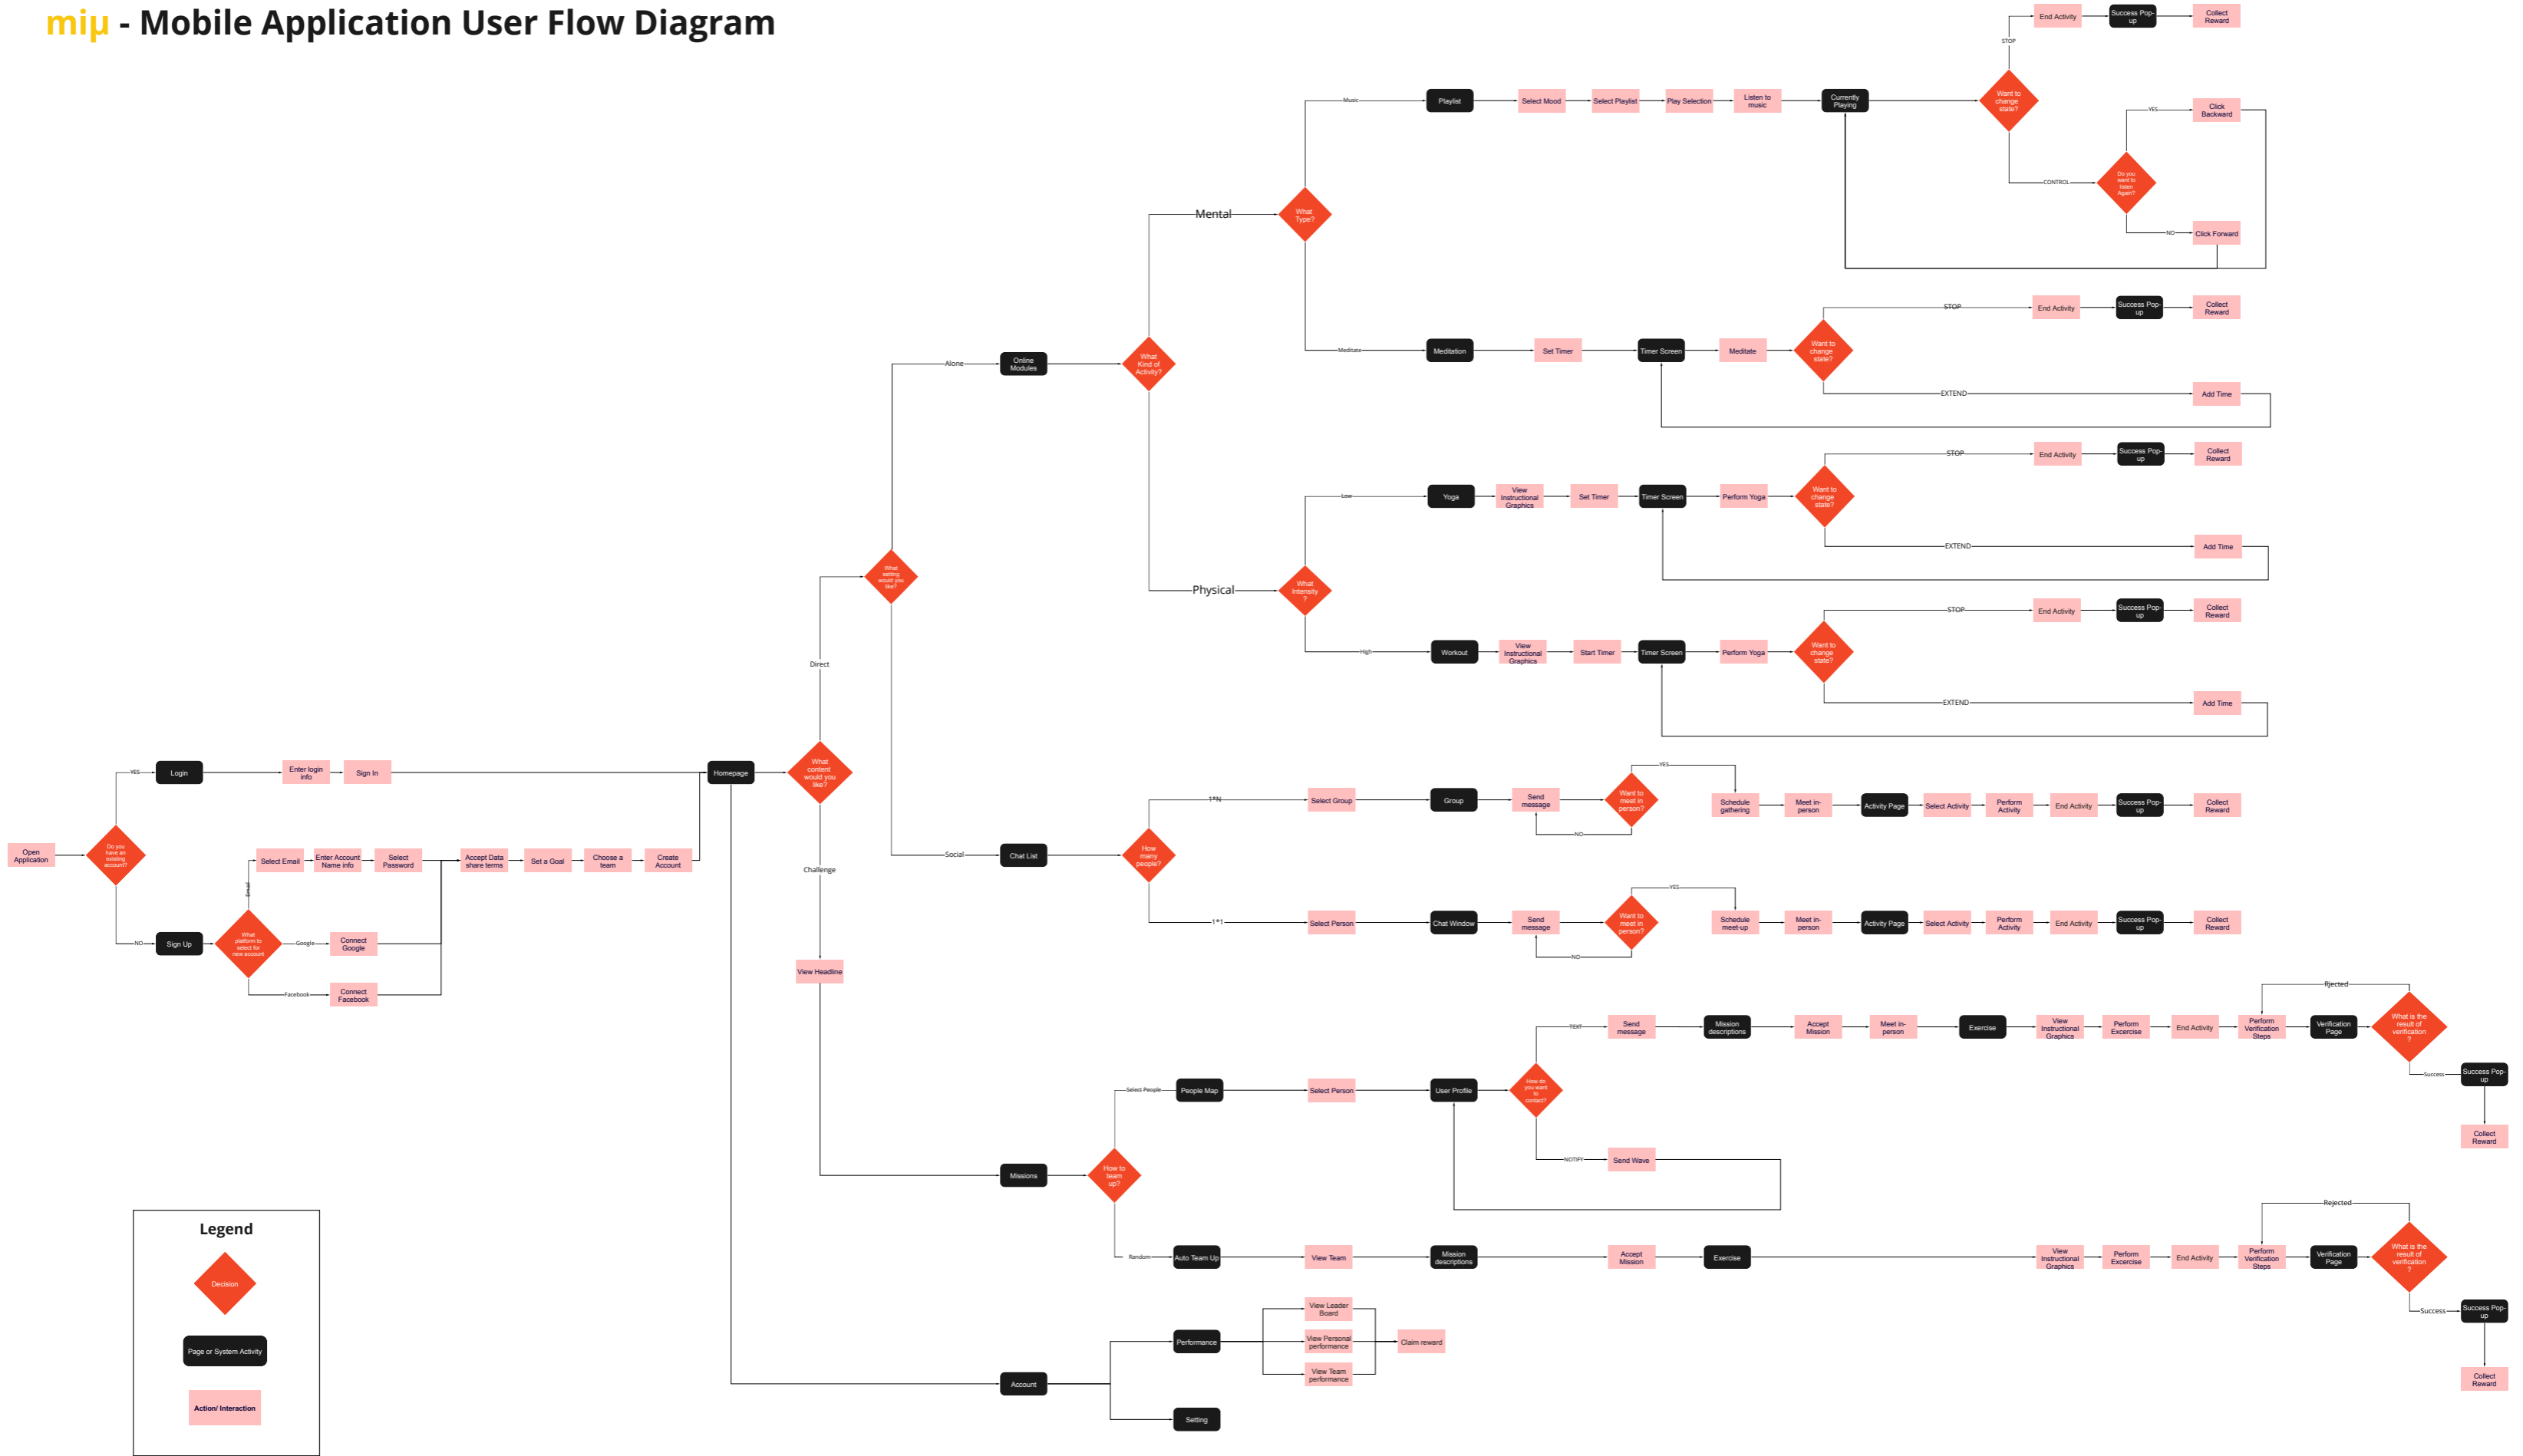 miμ - Mobile Application User Flow Diagram
STOP
End Activity
Success Pop-
up
Collect
Reward
Music
Playlist
Select Mood
Select Playlist
Play Selection
Listen to
music
Currently
Playing
Want to
change
state?
CONTROL
Do you
want to
listen
Again?
YES
Click
Backward
NO
Click Forward
Mental
What
Type?
Meditate
Meditation
Set Timer
Timer Screen
Meditate
Want to
change
state?
STOP
End Activity
Success Pop-
up
Collect
Reward
EXTEND
Add Time
Alone
Online
Modules
What
Kind of
Activity?
Low
Yoga
View
Instructional
Graphics
Set Timer
Timer Screen
Perform Yoga
Want to
change
state?
STOP
End Activity
Success Pop-
up
Collect
Reward
EXTEND
Add Time
What
setting
would you
like?
Physical
What
Intensity
?
High
Workout
View
Instructional
Graphics
Start Timer
Timer Screen
Perform Yoga
Want to
change
state?
STOP
End Activity
Success Pop-
up
Collect
Reward
EXTEND
Add Time
Direct
YES
Login
Enter login
info
Sign In
Homepage
What
content
would you
like?
Open
Application
Do you
have an
existing
account?
Email
Select Email
Enter Account
Name info
Select
Password
Accept Data
share terms
Set a Goal
Choose a
team
Create
Account
NO
Sign Up
What
platform to
select for
new account
Google
Connect
Google
Facebook
Connect
Facebook
Challenge
View Headline
Social
Chat List
How
many
people?
1*N
Select Group
Group
Send
message
Want to
meet in
person?
YES
NO
Schedule
gathering
Meet in-
person
Activity Page
Select Activity
Perform
Activity
End Activity
Success Pop-
up
Collect
Reward
1*1
Select Person
Chat Window
Send
message
Want to
meet in
person?
YES
NO
Schedule
meet-up
Meet in-
person
Activity Page
Select Activity
Perform
Activity
End Activity
Success Pop-
up
Collect
Reward
Missions
How to
team
up?
Select People
People Map
Select Person
User Profile
How do
you want
to
contact?
TEXT
Send
message
Mission
descriptions
Accept
Mission
Meet in-
person
Exercise
View
Instructional
Graphics
Perform
Excercise
End Activity
Perform
Verification
Steps
Verification
Page
What is the
result of
verification
?
Rjected
Success
Success Pop-
up
Collect
Reward
NOTIFY
Send Wave
Random
Auto Team Up
View Team
Mission
descriptions
Accept
Mission
Exercise
View
Instructional
Graphics
Perform
Excercise
End Activity
Perform
Verification
Steps
Verification
Page
What is the
result of
verification
?
Rejected
Success
Success Pop-
up
Collect
Reward
Account
Performance
View Leader
Board
View Personal
performance
View Team
performance
Claim reward
Setting
Legend
Decision
Page or System Activity
Action/ Interaction